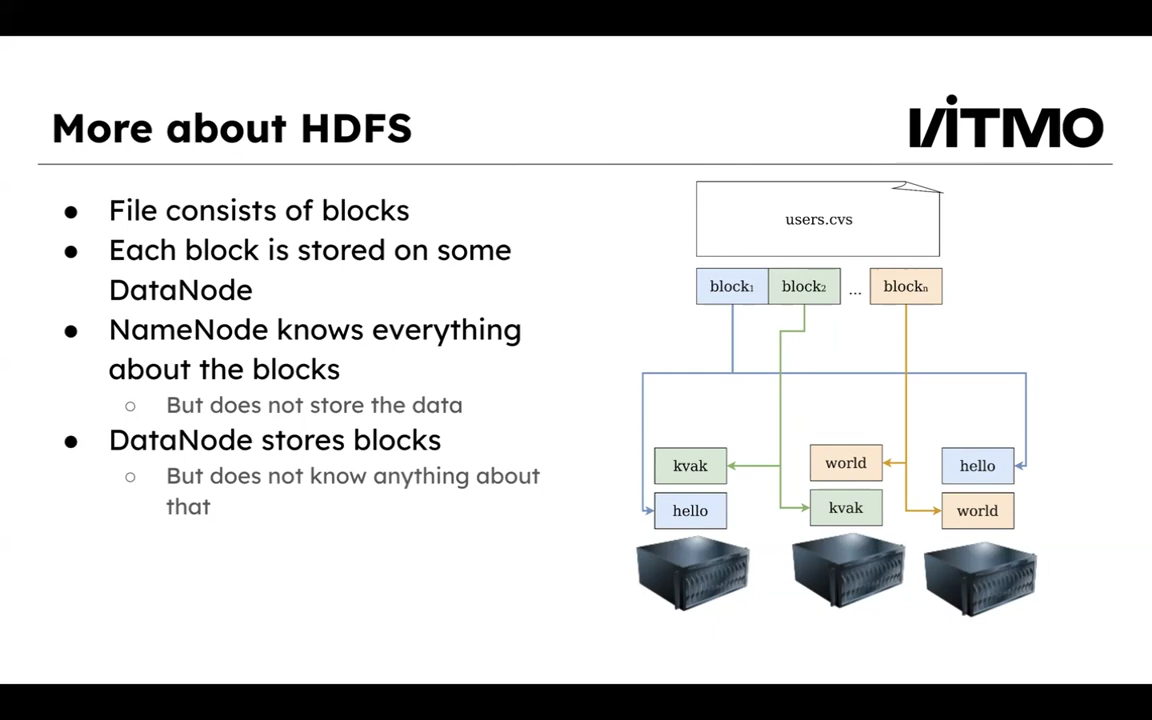 More about HDFS
ITMO
● File consists of blocks
● Each block is stored on some
DataNode
● NameNode knows everything
about the blocks
○ But does not store the data
● DataNode stores blocks
○ But does not know anything about
that
users.cvs
block₁ block₂ ... blockₙ
kvak world hello
hello kvak world